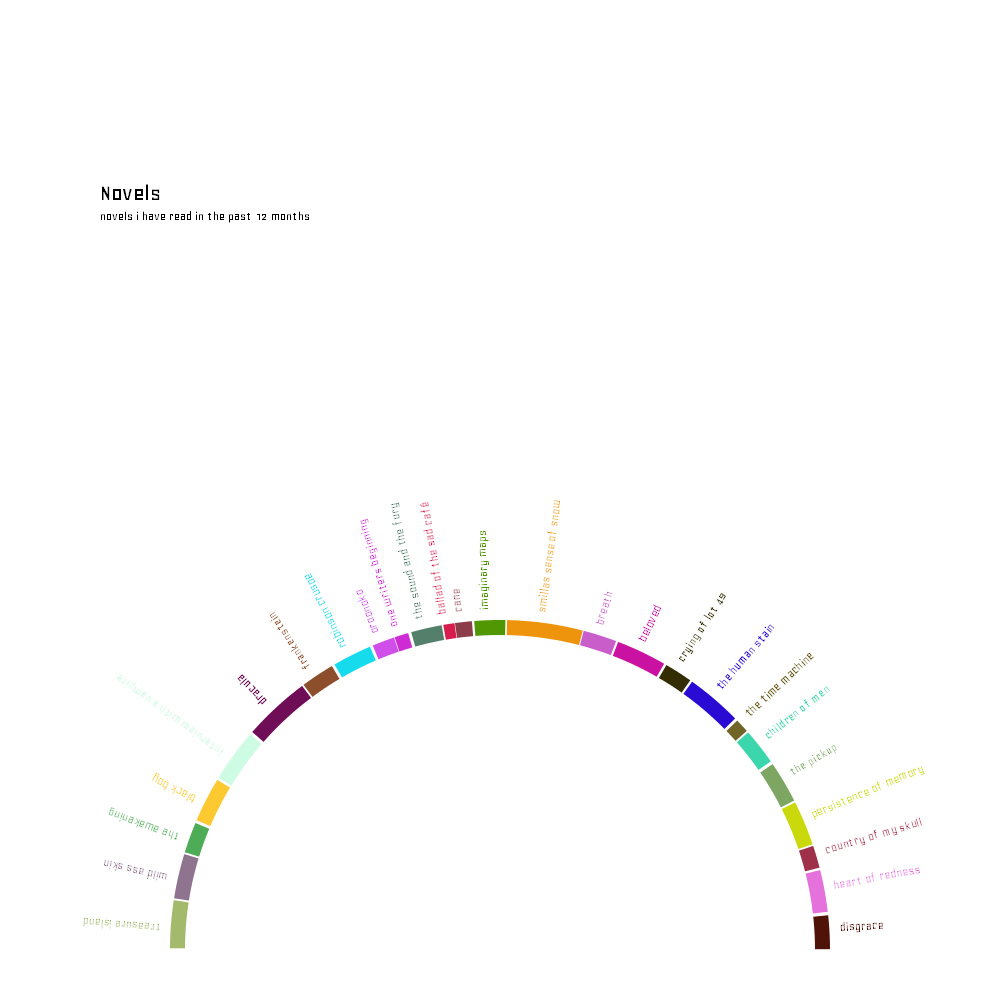 Novels
novels i have read in the past 12 months
treasure island
wild ass skin
the awakening
black boy
interview with a vampire
dracula
frankenstein
robinson crusoe
oroonoko
one writers beginning
the sound and the fury
ballad of the sad café
cane
imaginary maps
smillas sense of snow
breath
beloved
crying of lot 49
the human stain
the time machine
children of men
the pickup
persistence of memory
country of my skull
heart of redness
disgrace